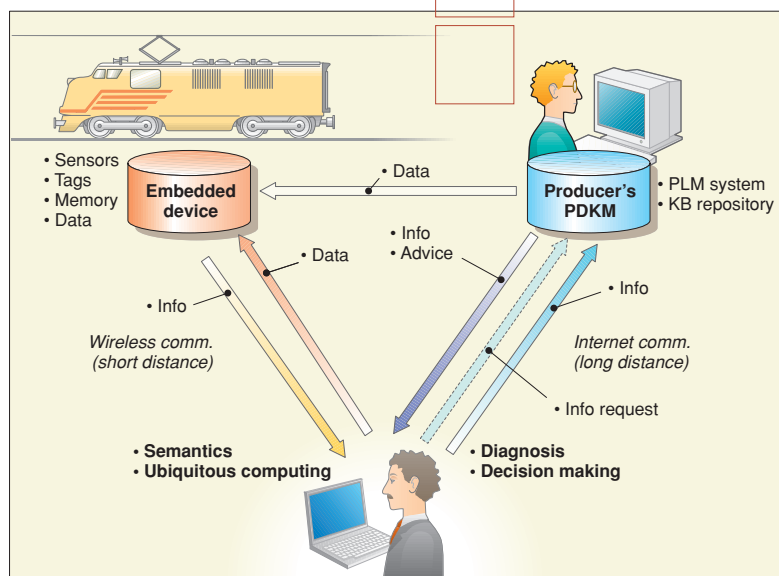 • Sensors
• Tags
• Memory
• Data
Embedded
device
• Data
Producer's
PDKM
• PLM system
• KB repository
• Info
• Advice
• Data
• Info
• Info
Wireless comm.
(short distance)
Internet comm.
(long distance)
• Info request
• Semantics
• Ubiquitous computing
• Diagnosis
• Decision making